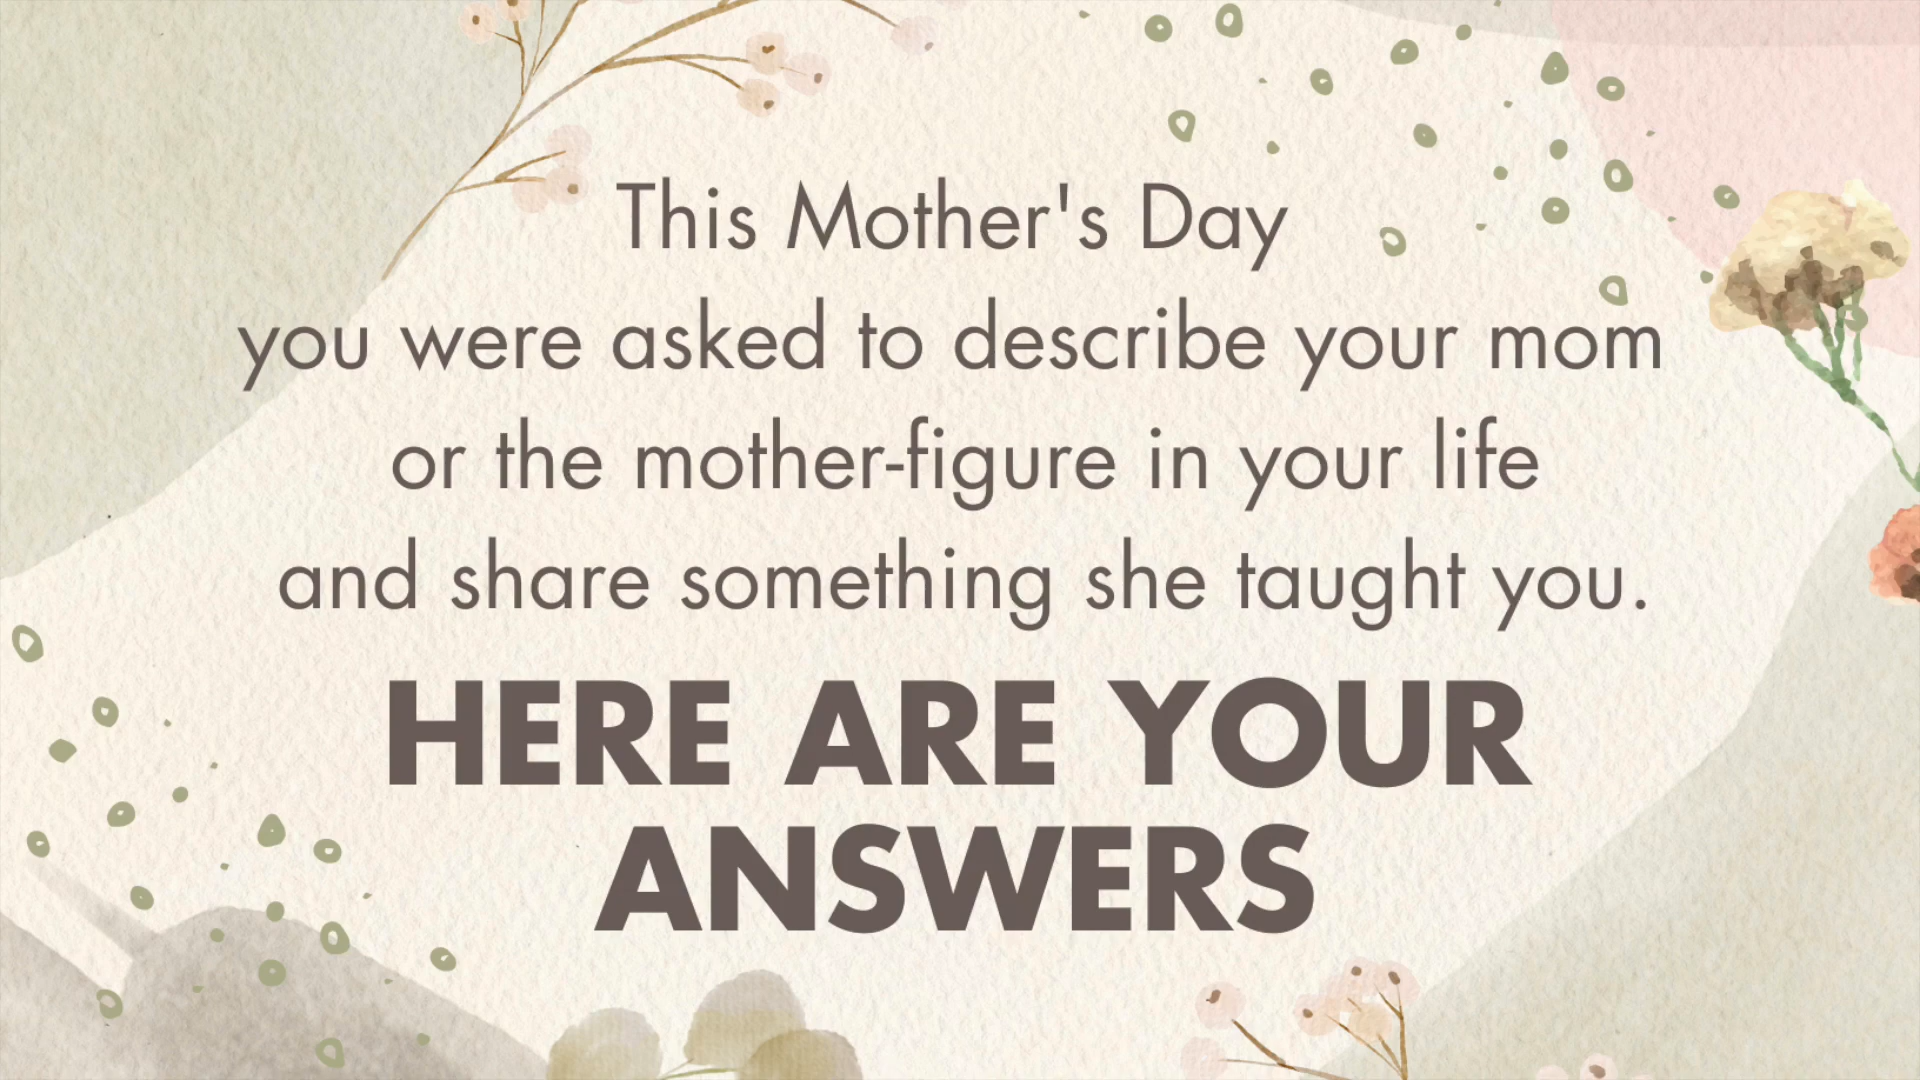 This Mother's Day
you were asked to describe your mom
or the mother-figure in your life
and share something she taught you.
HERE ARE YOUR
ANSWERS